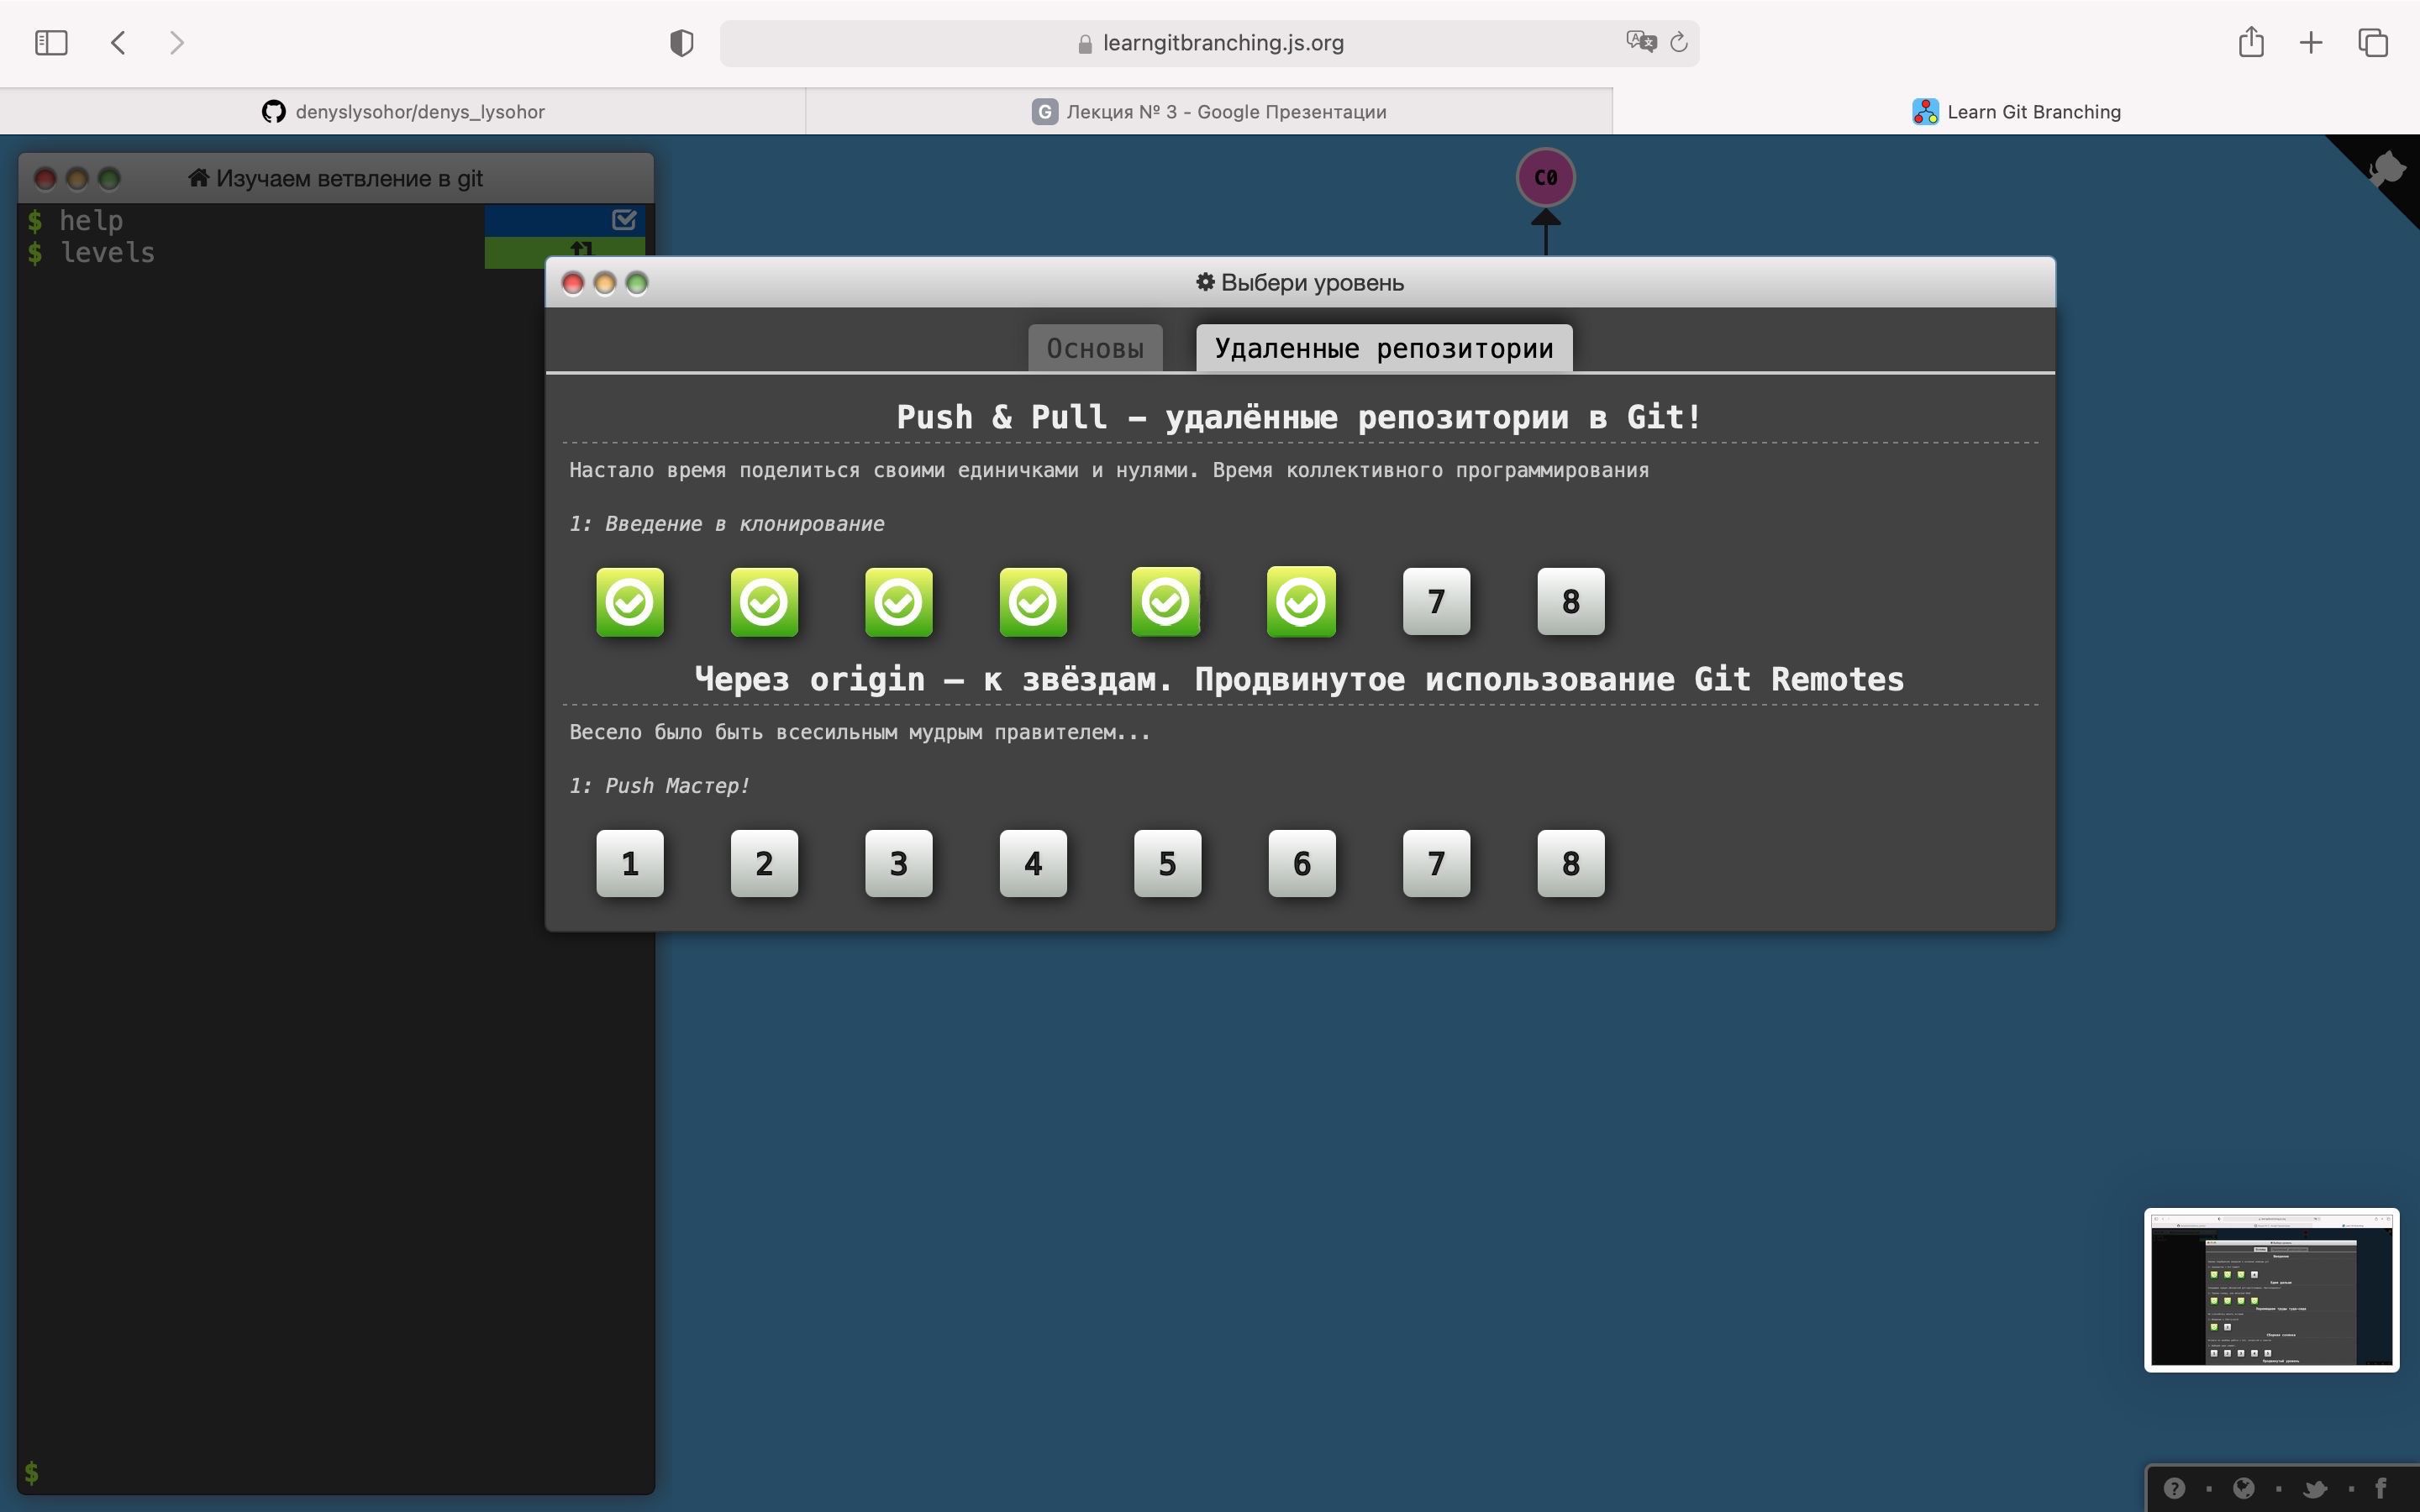 learngitbranching.js.org
denyslysohor/denys_lysohor
G Лекция № 3 - Google Презентации
Learn Git Branching
Изучаем ветвление в git
$ help
$ levels
C0
Выбери уровень
Основы
Удаленные репозитории
Push & Pull – удалённые репозитории в Git!
Настало время поделиться своими единичками и нулями. Время коллективного программирования
1: Введение в клонирование
7 8
Через origin – к звёздам. Продвинутое использование Git Remotes
Весело было быть всесильным мудрым правителем...
1: Push Мастер!
1 2 3 4 5 6 7 8
$